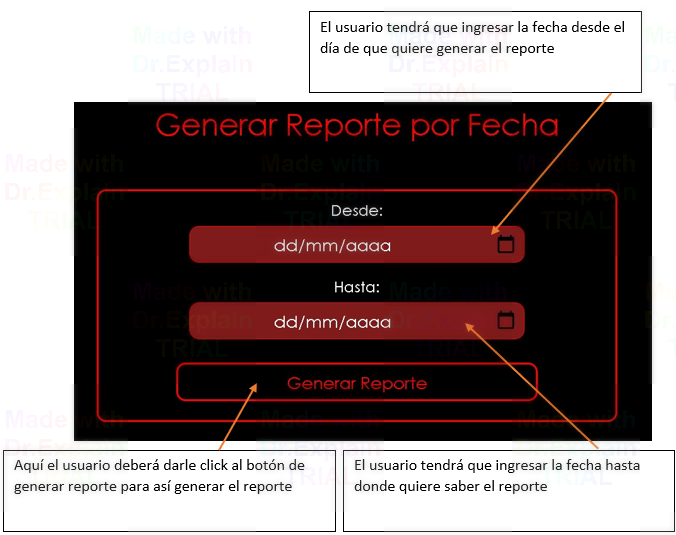 El usuario tendrá que ingresar la fecha desde el
día de que quiere generar el reporte
Generar Reporte por Fecha
Desde:
dd/mm/aaaa
Hasta:
dd/mm/aaaa
Generar Reporte
Aquí el usuario deberá darle click al botón de
generar reporte para así generar el reporte
El usuario tendrá que ingresar la fecha hasta
donde quiere saber el reporte
Made with
Dr.Explain
TRIAL